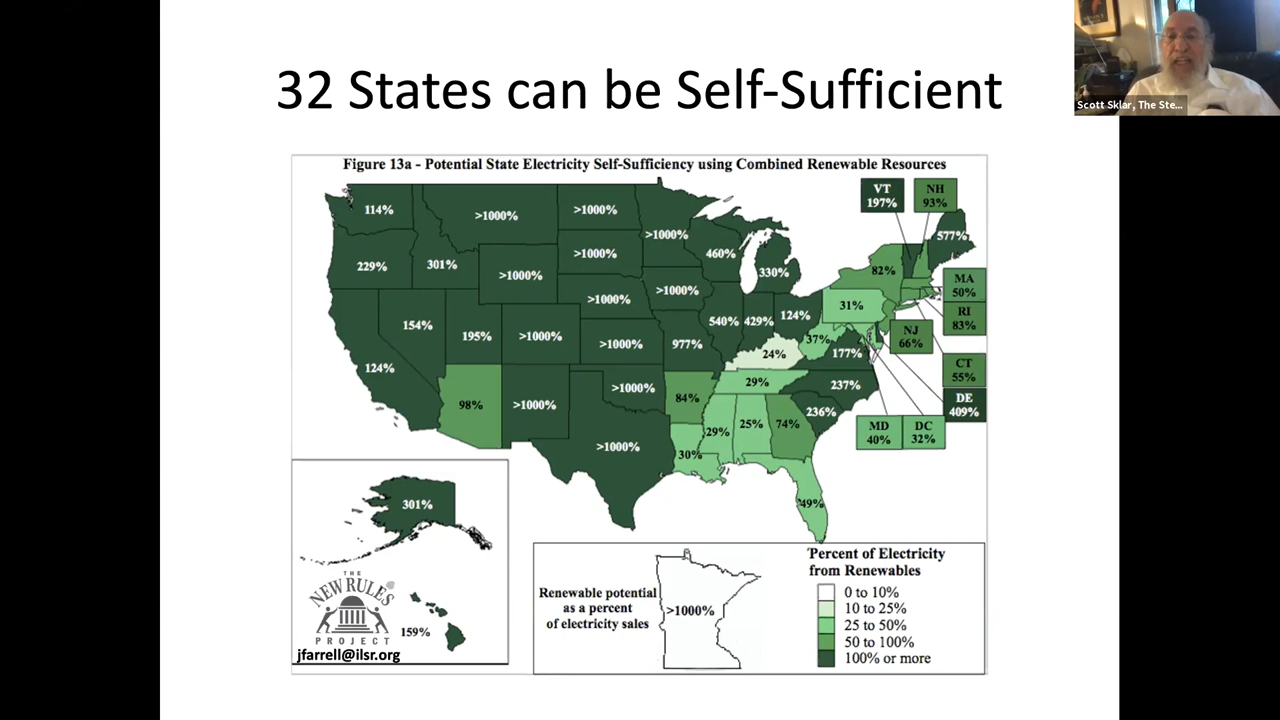 32 States can be Self-Sufficient
Scott Sklar, The Ste...
Figure 13a - Potential State Electricity Self-Sufficiency using Combined Renewable Resources
VT
197%
NH
93%
114%
>1000%
>1000%
>1000%
577%
229%
301%
>1000%
>1000%
460%
330%
82%
MA
50%
>1000%
>1000%
31%
RI
83%
154%
195%
>1000%
>1000%
977%
540%
429%
124%
37%
NJ
66%
124%
24%
177%
CT
55%
98%
>1000%
>1000%
84%
29%
237%
DE
409%
29%
25%
74%
236%
MD
40%
DC
32%
>1000%
30%
49%
301%
THE
NEW RULES
PROJECT
159%
jfarrell@ilsr.org
Renewable potential
as a percent
of electricity sales
>1000%
Percent of Electricity
from Renewables
0 to 10%
10 to 25%
25 to 50%
50 to 100%
100% or more